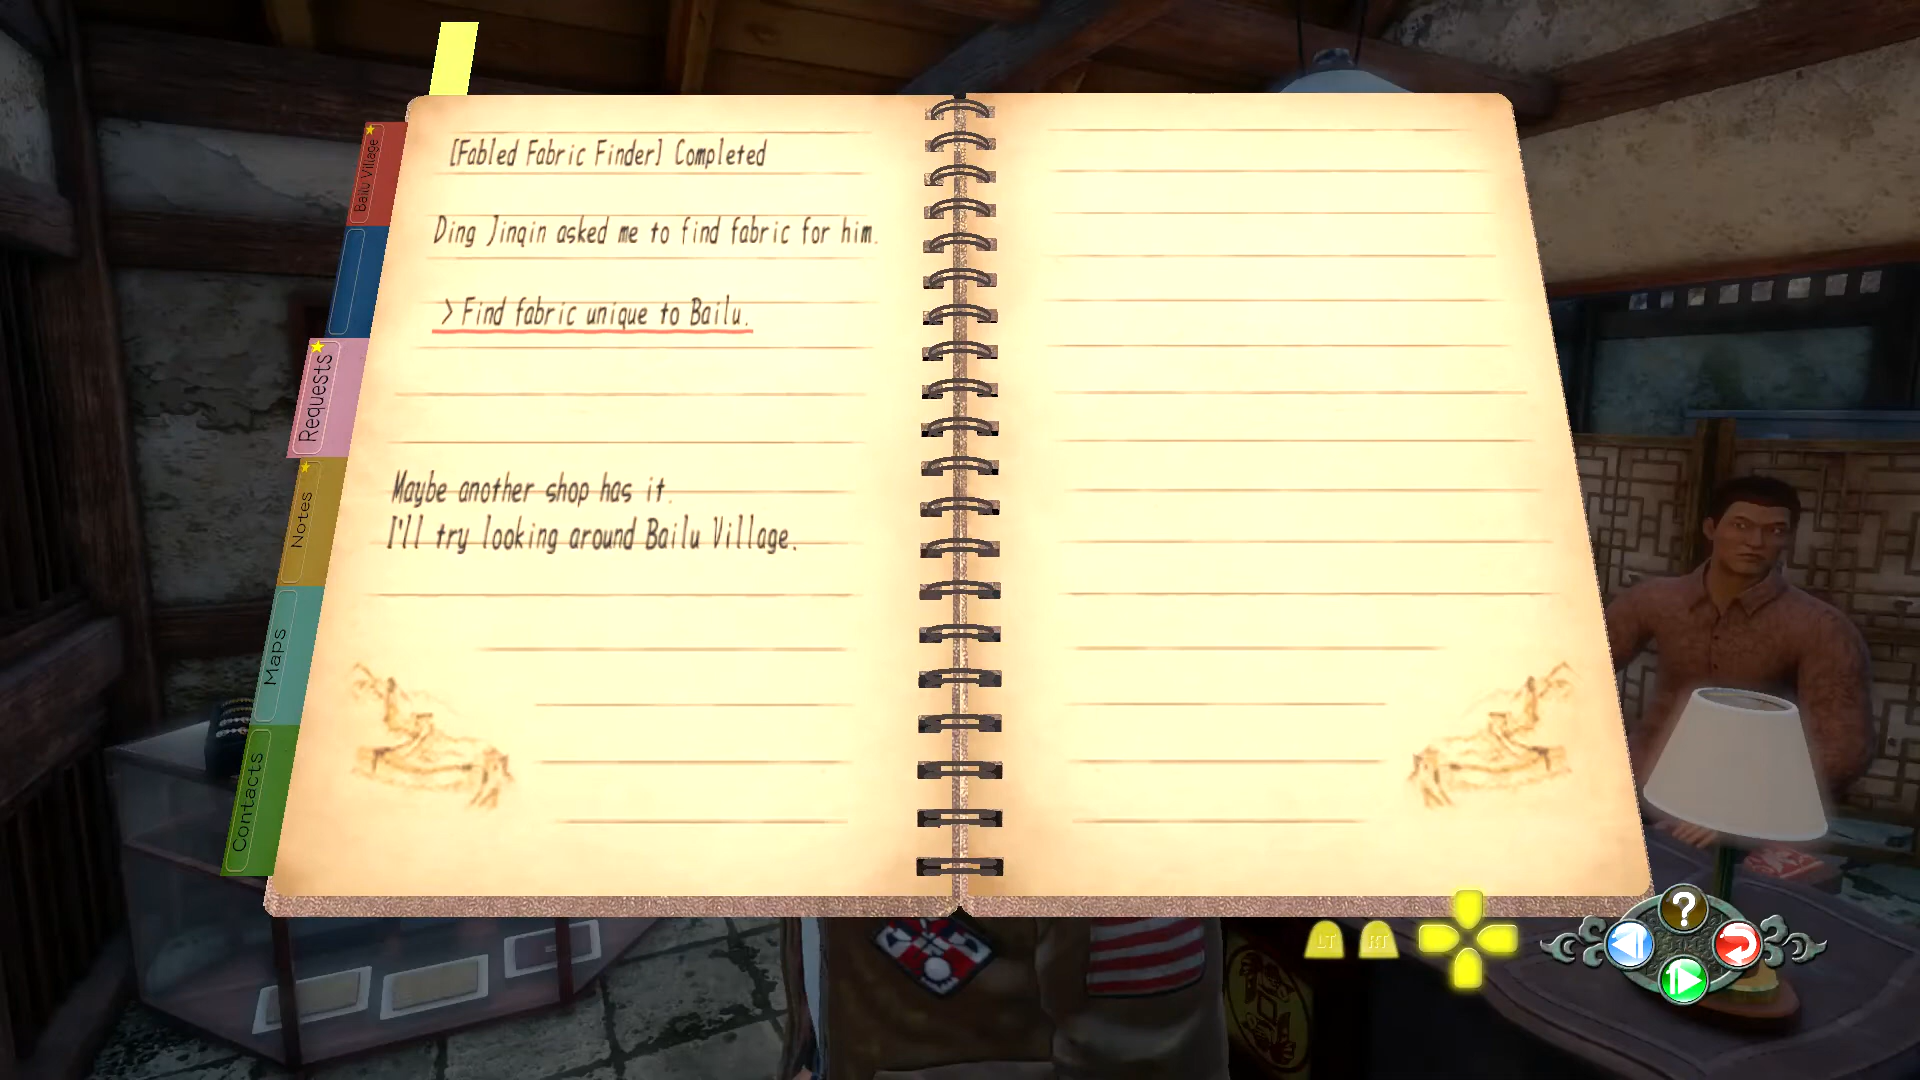 [Fabled Fabric Finder] Completed
Ding Jinqin asked me to find fabric for him.
> Find fabric unique to Bailu.
Maybe another shop has it.
I'll try looking around Bailu Village.
Bailu Village
Requests
Notes
Maps
Contacts
LT
RT
?